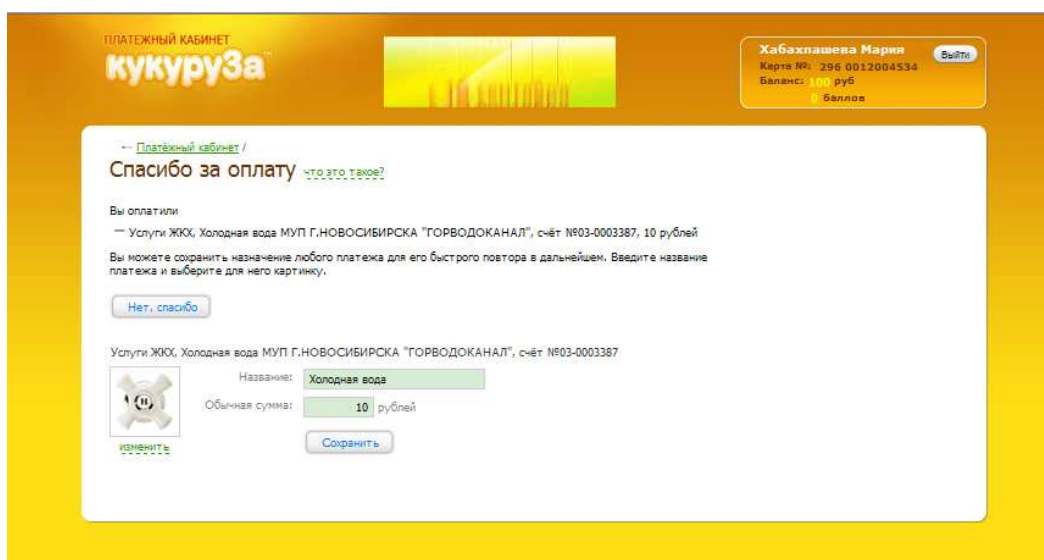 ПЛАТЕЖНЫЙ КАБИНЕТ
кукуруЗа™
Хабахпашева Мария
Выйти
Карта №: 296 0012004534
Баланс: 100 руб
0 баллов
← Платёжный кабинет /
Спасибо за оплату что это такое?
Вы оплатили
— Услуги ЖКХ, Холодная вода МУП Г.НОВОСИБИРСКА "ГОРВОДОКАНАЛ", счёт №03-0003387, 10 рублей
Вы можете сохранить назначение любого платежа для его быстрого повтора в дальнейшем. Введите название
платежа и выберите для него картинку.
Нет, спасибо
Услуги ЖКХ, Холодная вода МУП Г.НОВОСИБИРСКА "ГОРВОДОКАНАЛ", счёт №03-0003387
Название: Холодная вода
H
Обычная сумма: 10 рублей
изменить
Сохранить